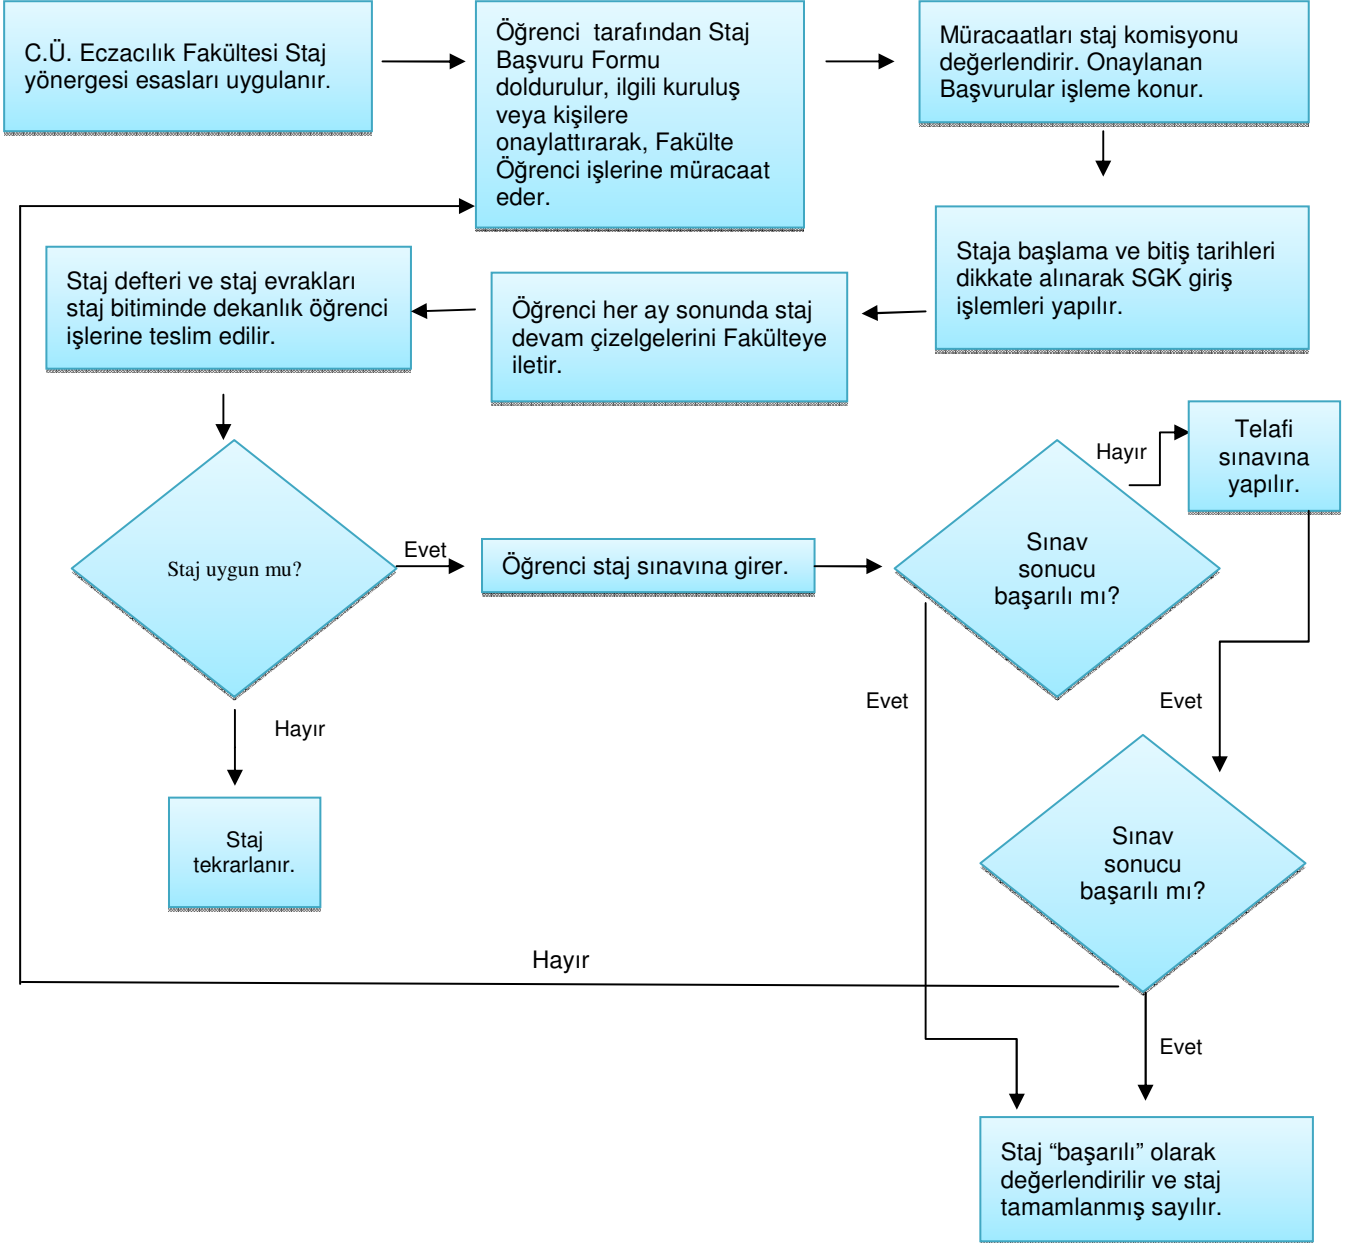 C.Ü. Eczacılık Fakültesi Staj
yönergesi esasları uygulanır.
Öğrenci  tarafından Staj
Başvuru Formu
doldurulur, ilgili kuruluş
veya kişilere
onaylattırarak, Fakülte
Öğrenci işlerine müracaat
eder.
Müracaatları staj komisyonu
değerlendirir. Onaylanan
Başvurular işleme konur.
Staja başlama ve bitiş tarihleri
dikkate alınarak SGK giriş
işlemleri yapılır.
Öğrenci her ay sonunda staj
devam çizelgelerini Fakülteye
iletir.
Staj defteri ve staj evrakları
staj bitiminde dekanlık öğrenci
işlerine teslim edilir.
Staj uygun mu?
Evet
Hayır
Staj
tekrarlanır.
Öğrenci staj sınavına girer.
Sınav
sonucu
başarılı mı?
Hayır
Telafi
sınavına
yapılır.
Evet
Evet
Sınav
sonucu
başarılı mı?
Hayır
Evet
Staj “başarılı” olarak
değerlendirilir ve staj
tamamlanmış sayılır.